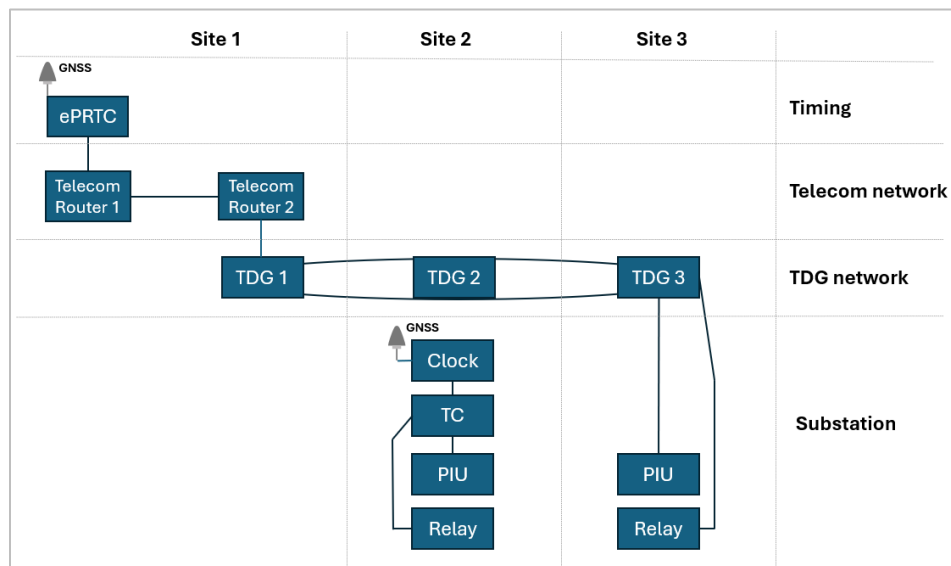 Site 1
Site 2
Site 3
GNSS
ePRTC
Timing
Telecom
Router 1
Telecom
Router 2
Telecom network
TDG 1
TDG 2
TDG 3
TDG network
GNSS
Clock
TC
Substation
PIU
PIU
Relay
Relay